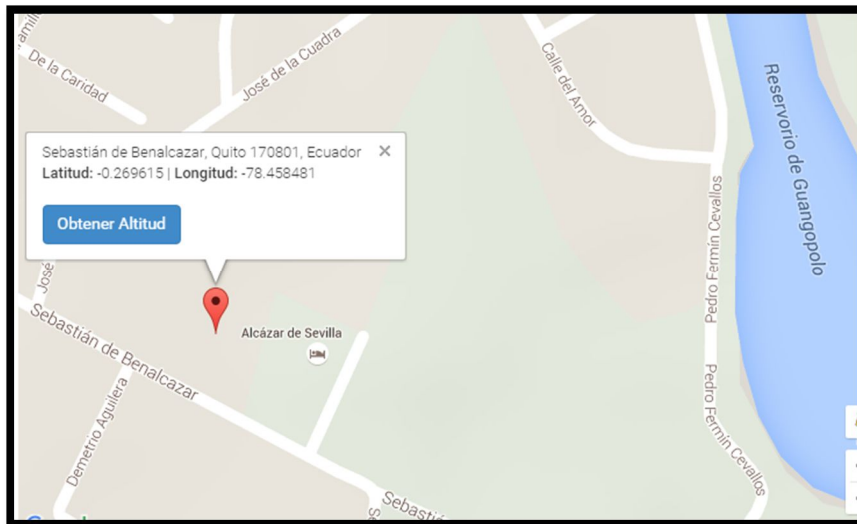 De la Caridad
José de la Cuadra
Calle del Amor
Reservorio de Guangopolo
Sebastián de Benalcazar, Quito 170801, Ecuador ×
Latitud: -0.269615 | Longitud: -78.458481
Obtener Altitud
Pedro Fermín Cevallos
José
Sebastián de Benalcazar
Alcázar de Sevilla
Demetrio Aguilera
Pedro Fermín Cevallos
Sebastiá